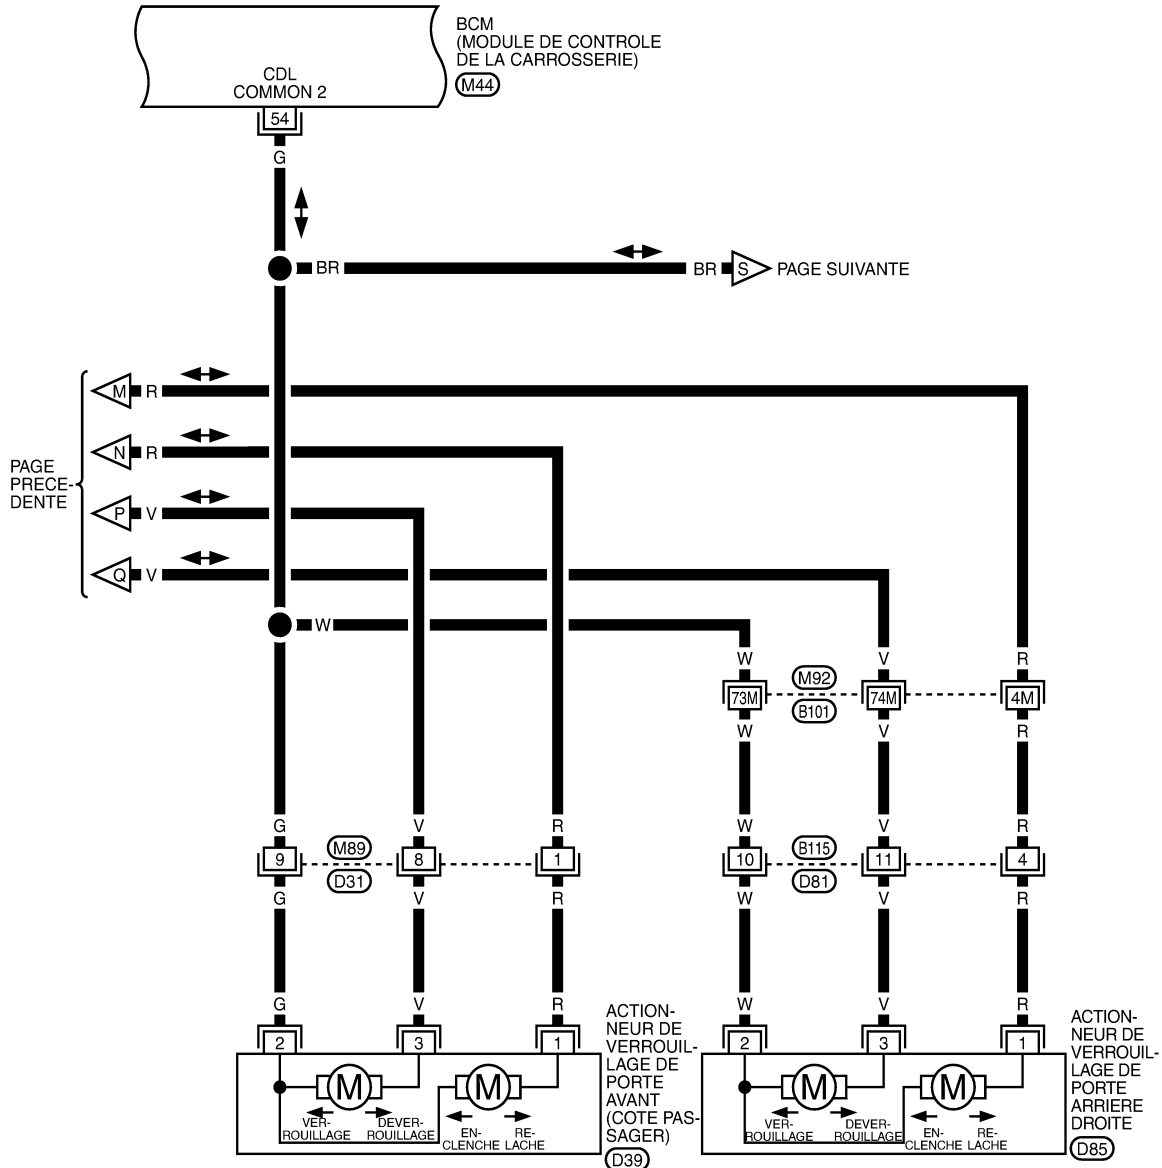 BCM
(MODULE DE CONTROLE
DE LA CARROSSERIE)
M44
CDL
COMMON 2
54
G
BR
BR
S
PAGE SUIVANTE
M
R
N
R
PAGE
PRECE-
DENTE
P
V
Q
V
W
W
V
R
M92
73M
74M
4M
B101
W
V
R
G
V
R
W
V
R
M89
B115
9
8
1
10
11
4
D31
D81
G
V
R
W
V
R
G
V
R
W
V
R
2
3
1
2
3
1
ACTION-
NEUR DE
VERROUIL-
LAGE DE
PORTE
AVANT
(COTE PAS-
SAGER)
D39
ACTION-
NEUR DE
VERROUIL-
LAGE DE
PORTE
ARRIERE
DROITE
D85
M
M
M
M
VER-
ROUILLAGE
DEVER-
ROUILLAGE
EN-
CLENCHE
RE-
LACHE
VER-
ROUILLAGE
DEVER-
ROUILLAGE
EN-
CLENCHE
RE-
LACHE